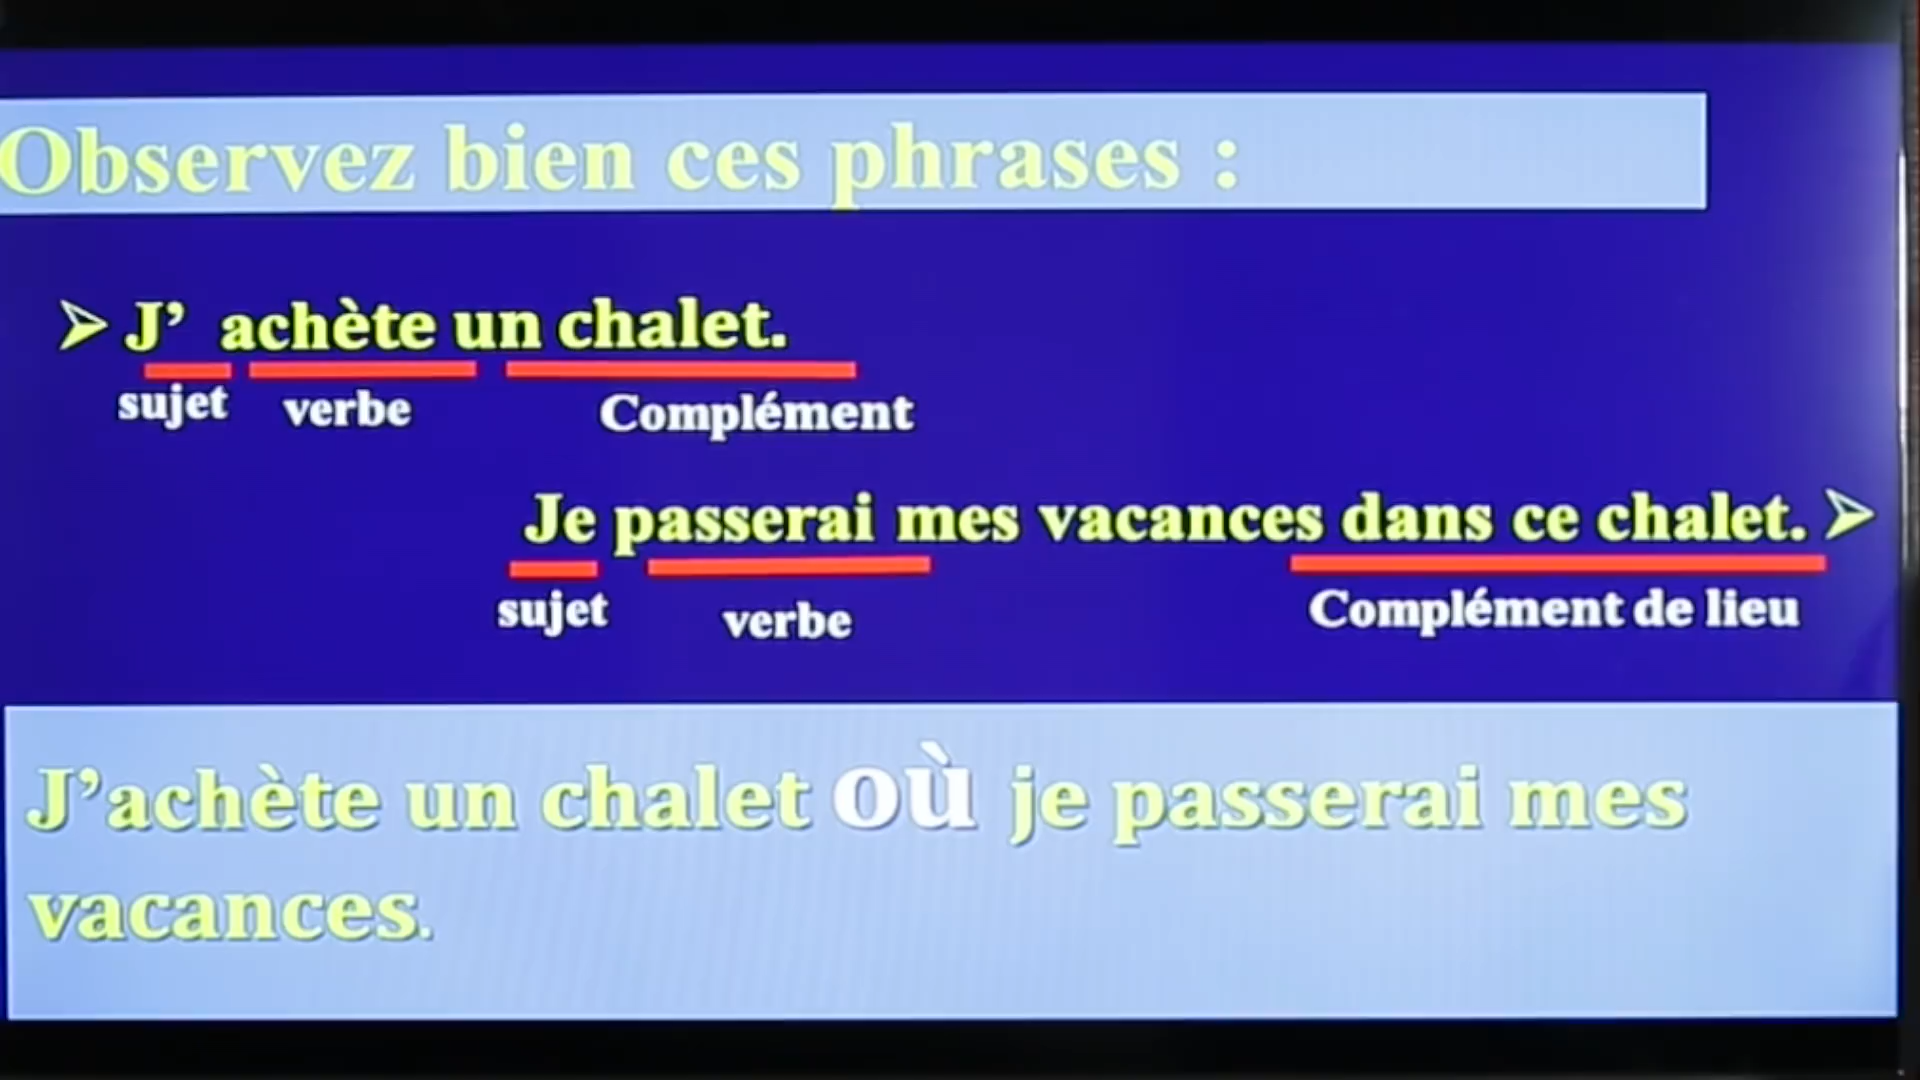 Observez bien ces phrases :
➢ J’ achète un chalet.
sujet verbe Complément
Je passerai mes vacances dans ce chalet. ➢
sujet verbe Complément de lieu
J’achète un chalet où je passerai mes
vacances.